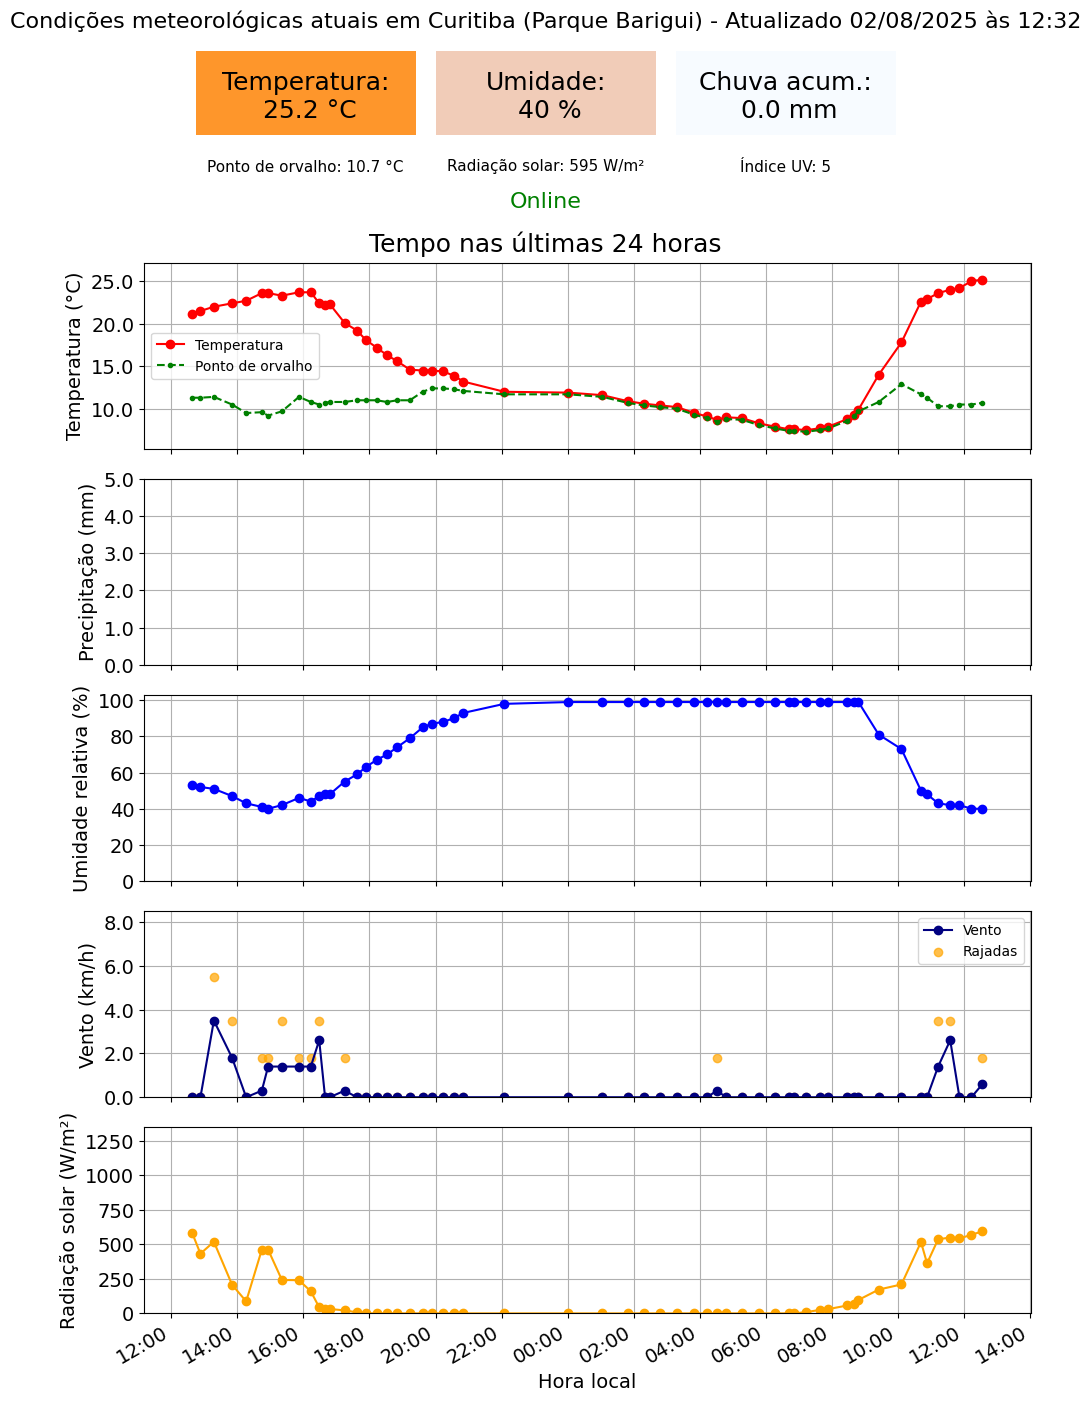 Condições meteorológicas atuais em Curitiba (Parque Barigui) - Atualizado 02/08/2025 às 12:32
Temperatura:
25.2 °C
Umidade:
40 %
Chuva acum.:
0.0 mm
Ponto de orvalho: 10.7 °C
Radiação solar: 595 W/m²
Índice UV: 5
Online
Tempo nas últimas 24 horas
Temperatura (°C)
25.0
20.0
15.0
10.0
Temperatura
Ponto de orvalho
Precipitação (mm)
5.0
4.0
3.0
2.0
1.0
0.0
Umidade relativa (%)
100
80
60
40
20
0
Vento (km/h)
8.0
6.0
4.0
2.0
0.0
Vento
Rajadas
Radiação solar (W/m²)
1250
1000
750
500
250
0
12:00
14:00
16:00
18:00
20:00
22:00
00:00
02:00
04:00
06:00
08:00
10:00
12:00
14:00
Hora local